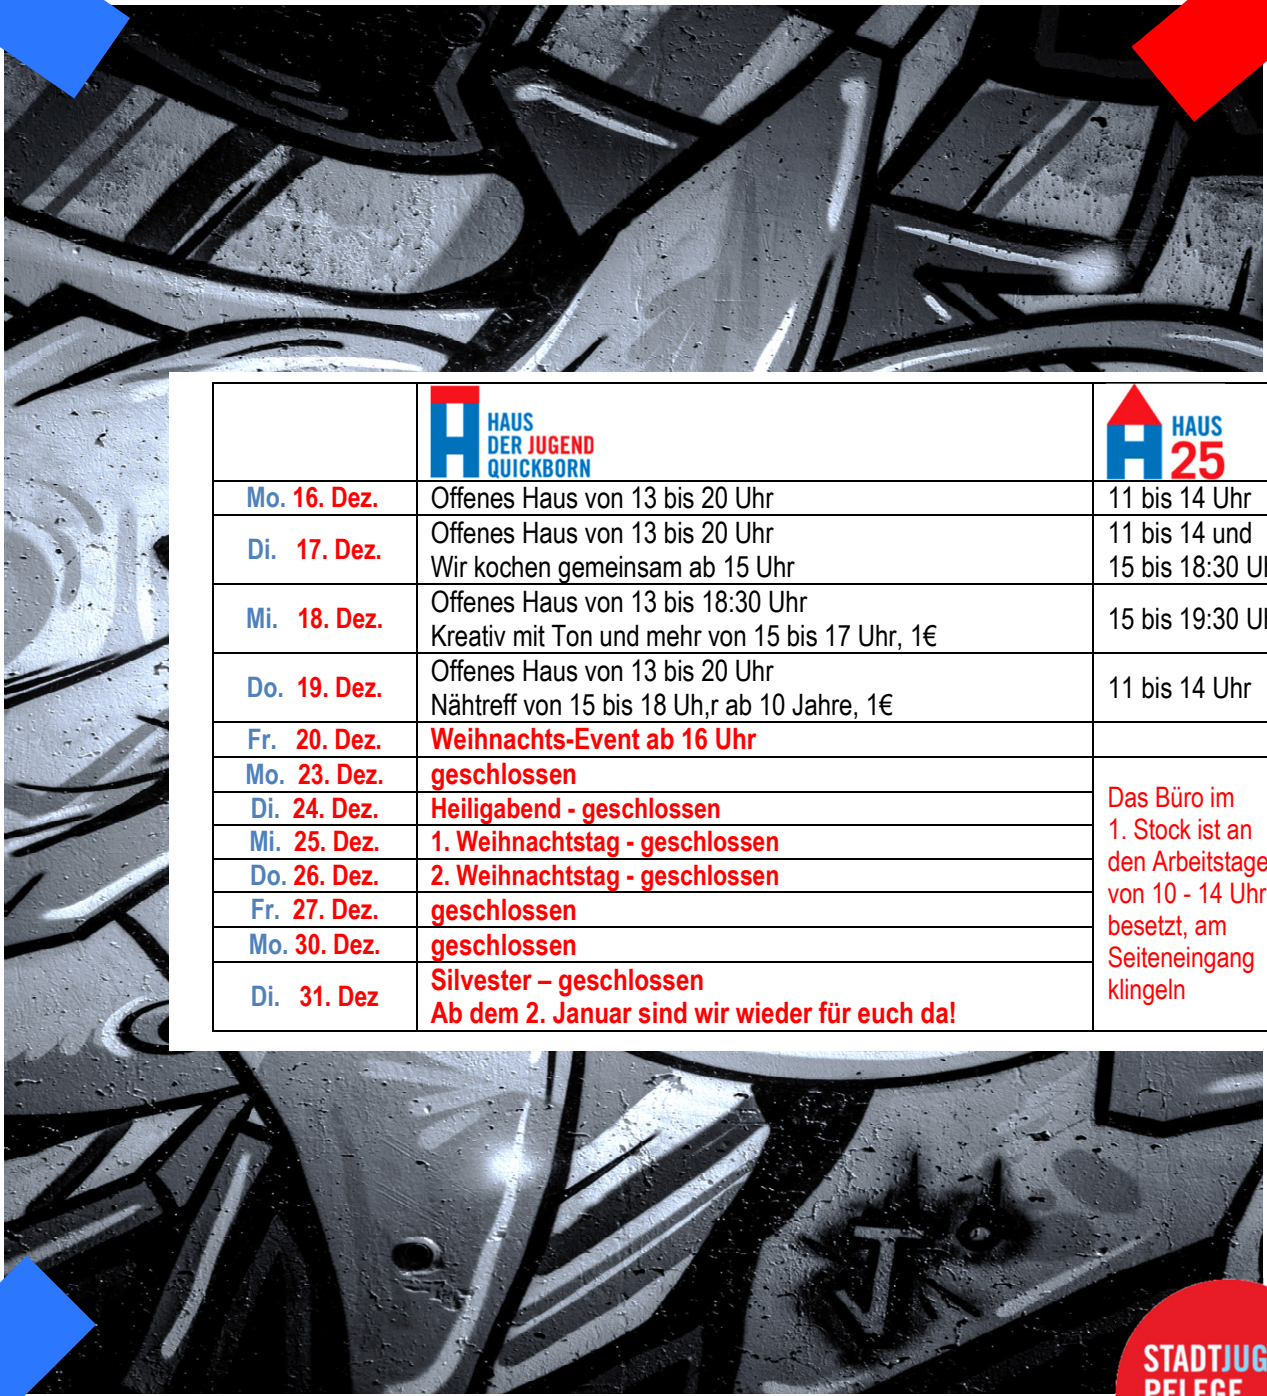 HAUS
DER JUGEND
QUICKBORN
HAUS
25
Mo. 16. Dez. Offenes Haus von 13 bis 20 Uhr 11 bis 14 Uhr
Di. 17. Dez. Offenes Haus von 13 bis 20 Uhr 11 bis 14 und
Wir kochen gemeinsam ab 15 Uhr 15 bis 18:30 Uh
Mi. 18. Dez. Offenes Haus von 13 bis 18:30 Uhr 15 bis 19:30 Uh
Kreativ mit Ton und mehr von 15 bis 17 Uhr, 1€
Do. 19. Dez. Offenes Haus von 13 bis 20 Uhr 11 bis 14 Uhr
Nähtreff von 15 bis 18 Uh,r ab 10 Jahre, 1€
Fr. 20. Dez. Weihnachts-Event ab 16 Uhr
Mo. 23. Dez. geschlossen
Di. 24. Dez. Heiligabend - geschlossen
Mi. 25. Dez. 1. Weihnachtstag - geschlossen
Do. 26. Dez. 2. Weihnachtstag - geschlossen
Fr. 27. Dez. geschlossen
Mo. 30. Dez. geschlossen
Di. 31. Dez Silvester – geschlossen
Ab dem 2. Januar sind wir wieder für euch da!
Das Büro im
1. Stock ist an
den Arbeitstage
von 10 - 14 Uhr
besetzt, am
Seiteneingang
klingeln
STADTJUG
PFLEGE